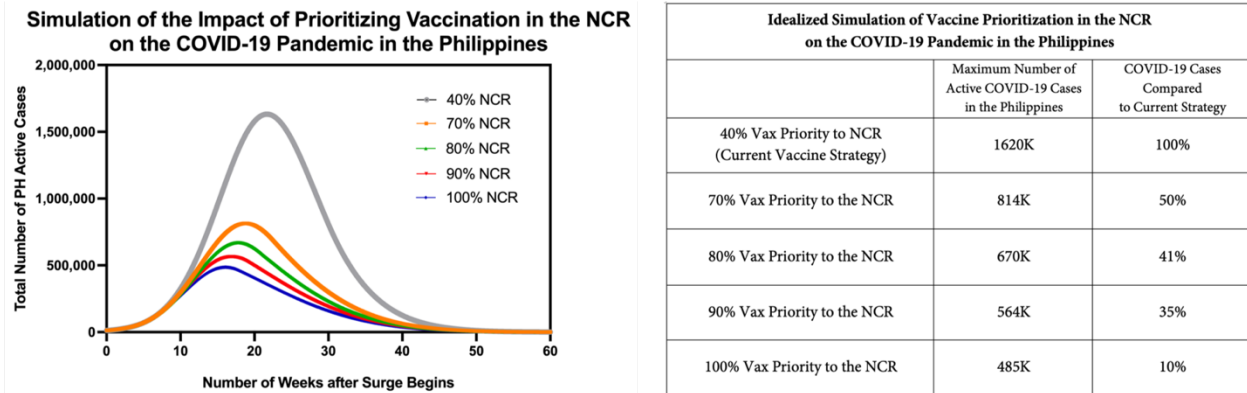 Simulation of the Impact of Prioritizing Vaccination in the NCR
on the COVID-19 Pandemic in the Philippines
Total Number of PH Active Cases
2,000,000
1,500,000
1,000,000
500,000
0
0 10 20 30 40 50 60
Number of Weeks after Surge Begins
40% NCR
70% NCR
80% NCR
90% NCR
100% NCR
Idealized Simulation of Vaccine Prioritization in the NCR
on the COVID-19 Pandemic in the Philippines
Maximum Number of
Active COVID-19 Cases
in the Philippines
COVID-19 Cases
Compared
to Current Strategy
40% Vax Priority to NCR
(Current Vaccine Strategy)
1620K
100%
70% Vax Priority to the NCR
814K
50%
80% Vax Priority to the NCR
670K
41%
90% Vax Priority to the NCR
564K
35%
100% Vax Priority to the NCR
485K
10%